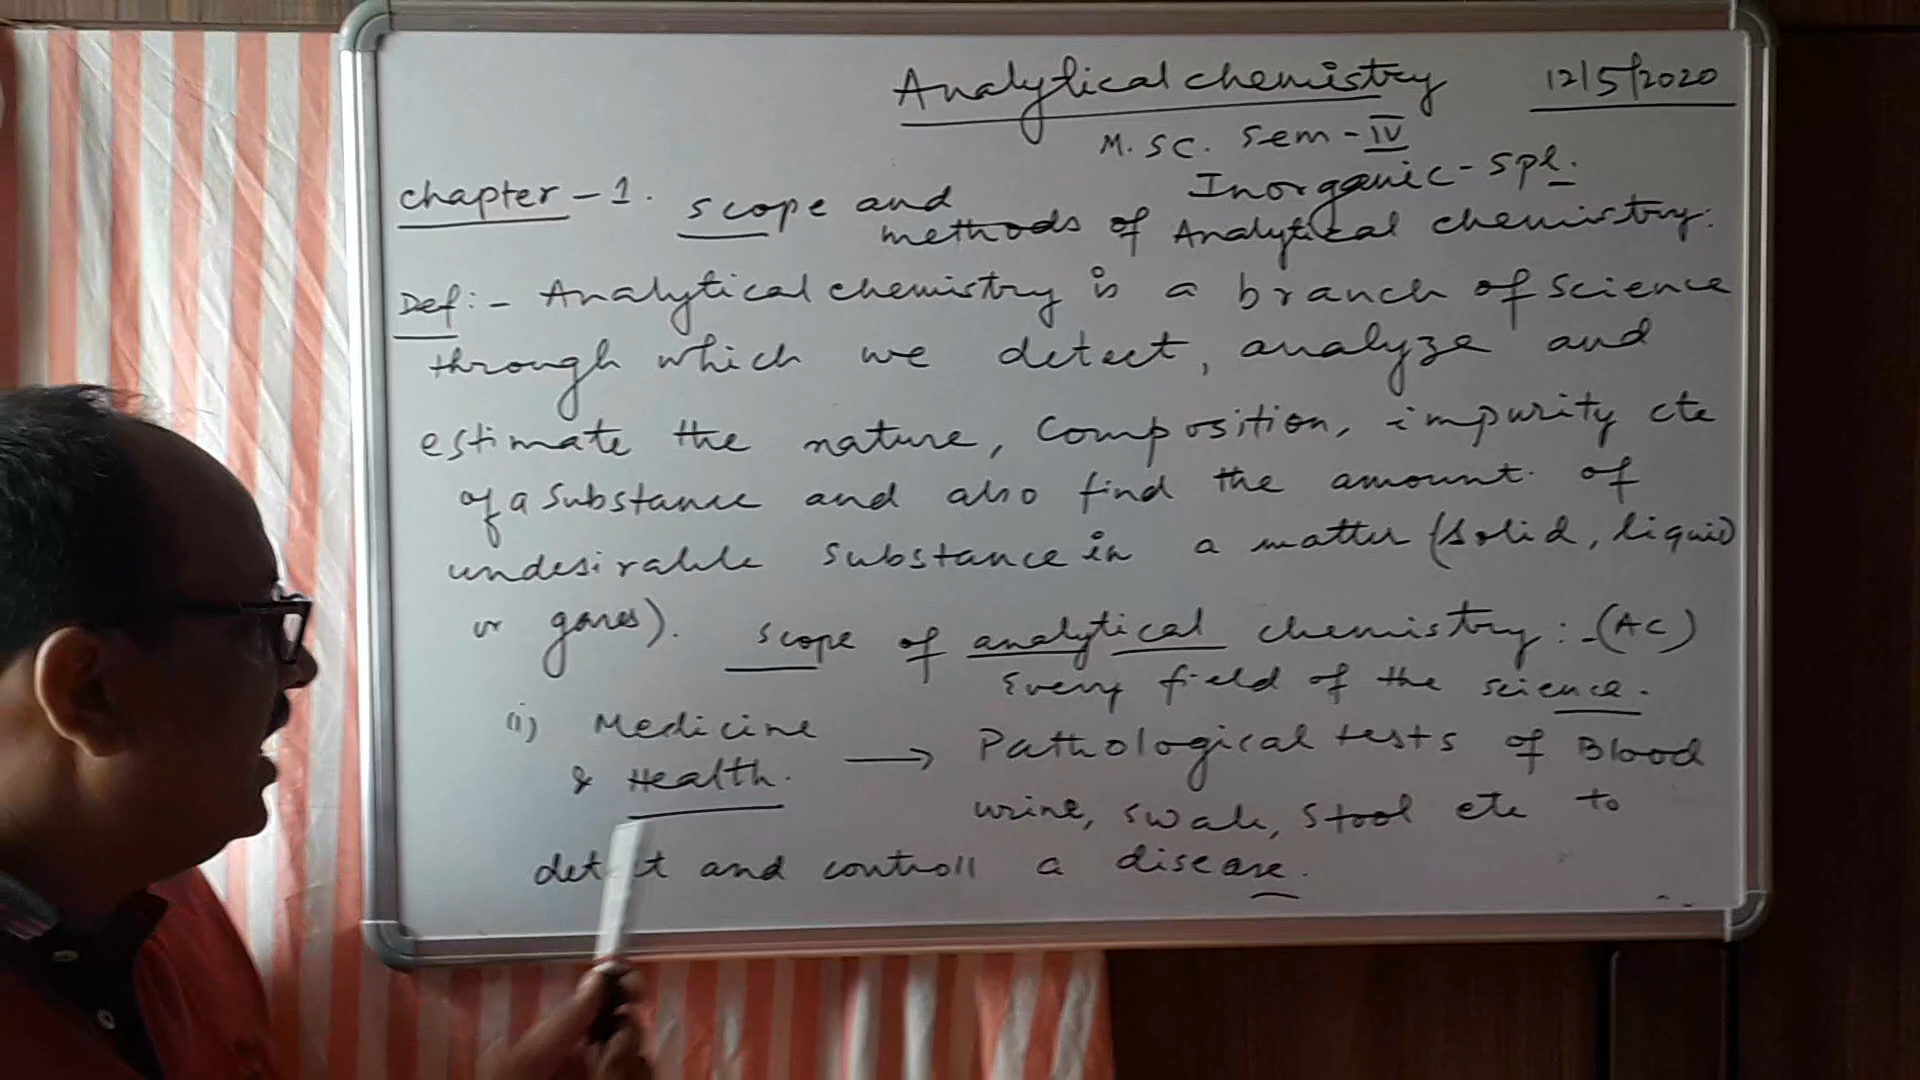 Analytical chemistry 12/5/2020
M.SC. Sem-IV
Inorganic-spl.
chapter-1. scope and
methods of Analytical chemistry.
Def:- Analytical chemistry is a branch of science
through which we detect, analyze and
estimate the nature, composition, impurity etc
of a substance and also find the amount of
undesirable substance in a matter (solid, liquid
or gases).
scope of analytical chemistry:-(AC)
Every field of the science.
(i) Medicine
& Health. → Pathological tests of Blood
urine, swab, stool etc to
detect and controll a disease.